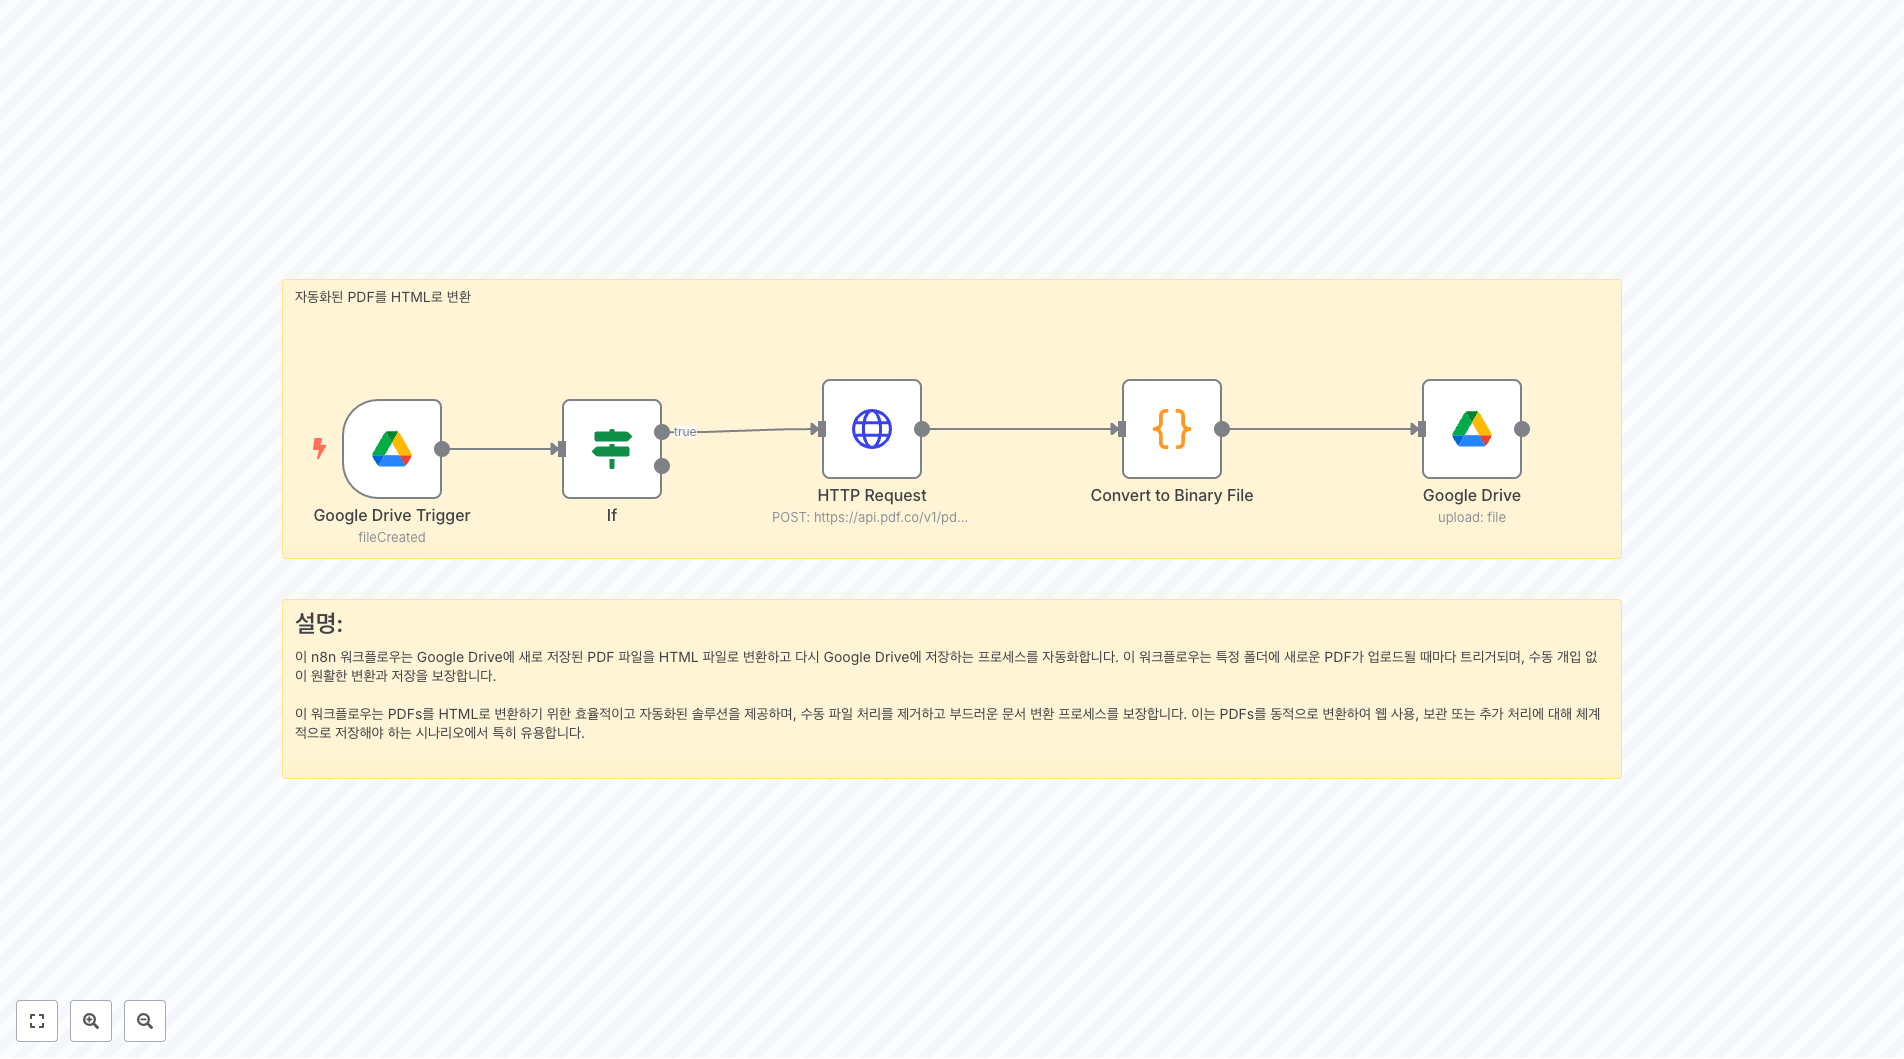 자동화된 PDF를 HTML로 변환
true
Google Drive Trigger
fileCreated
If
HTTP Request
POST: https://api.pdf.co/v1/pd...
Convert to Binary File
Google Drive
upload: file
설명:
이 n8n 워크플로우는 Google Drive에 새로 저장된 PDF 파일을 HTML 파일로 변환하고 다시 Google Drive에 저장하는 프로세스를 자동화합니다. 이 워크플로우는 특정 폴더에 새로운 PDF가 업로드될 때마다 트리거되며, 수동 개입 없
이 원활한 변환과 저장을 보장합니다.
이 워크플로우는 PDFs를 HTML로 변환하기 위한 효율적이고 자동화된 솔루션을 제공하며, 수동 파일 처리를 제거하고 부드러운 문서 변환 프로세스를 보장합니다. 이는 PDFs를 동적으로 변환하여 웹 사용, 보관 또는 추가 처리에 대해 체계
적으로 저장해야 하는 시나리오에서 특히 유용합니다.